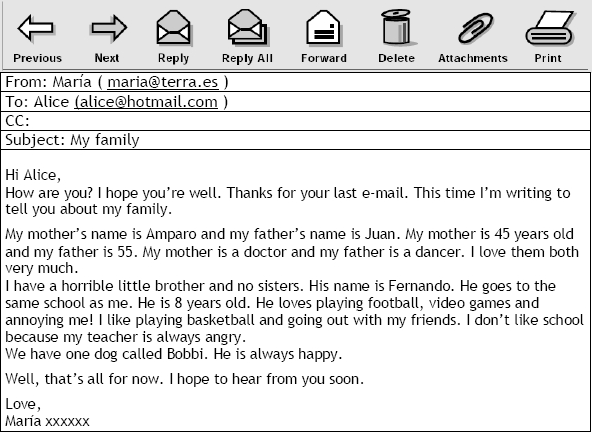 Previous Next Reply Reply All Forward Delete Attachments Print
From: María ( maria@terra.es )
To: Alice (alice@hotmail.com )
CC:
Subject: My family
Hi Alice,
How are you? I hope you’re well. Thanks for your last e-mail. This time I’m writing to
tell you about my family.
My mother’s name is Amparo and my father’s name is Juan. My mother is 45 years old
and my father is 55. My mother is a doctor and my father is a dancer. I love them both
very much.
I have a horrible little brother and no sisters. His name is Fernando. He goes to the
same school as me. He is 8 years old. He loves playing football, video games and
annoying me! I like playing basketball and going out with my friends. I don’t like school
because my teacher is always angry.
We have one dog called Bobbi. He is always happy.
Well, that’s all for now. I hope to hear from you soon.
Love,
María xxxxxx